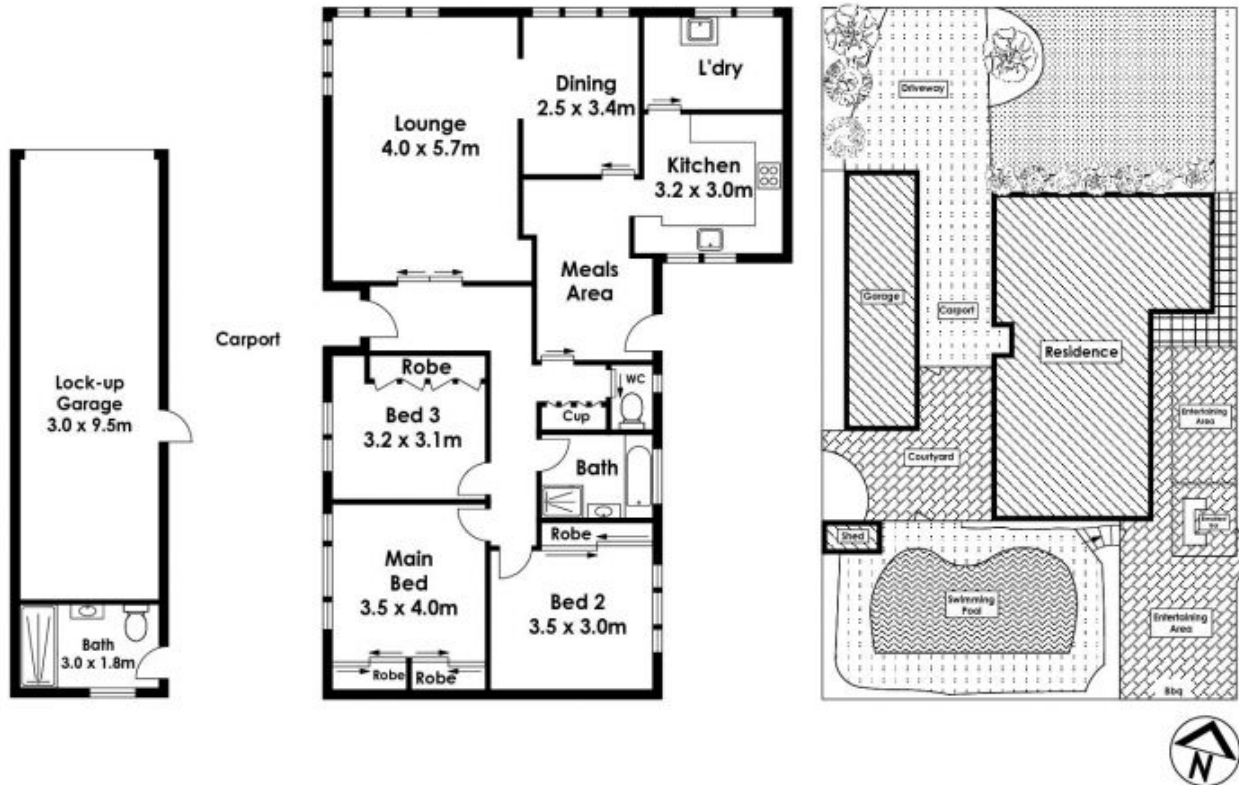 Lock-up
Garage
3.0 x 9.5m
Bath
3.0 x 1.8m
Carport
Lounge
4.0 x 5.7m
Dining
2.5 x 3.4m
L'dry
Kitchen
3.2 x 3.0m
Meals
Area
Robe
Bed 3
3.2 x 3.1m
WC
Cup
Bath
Robe
Main
Bed
3.5 x 4.0m
Bed 2
3.5 x 3.0m
Robe
Robe
Driveway
Garage
Carport
Residence
Entertaining
Area
Courtyard
Shed
Swimming
Pool
Entertaining
Area
Bbq
N